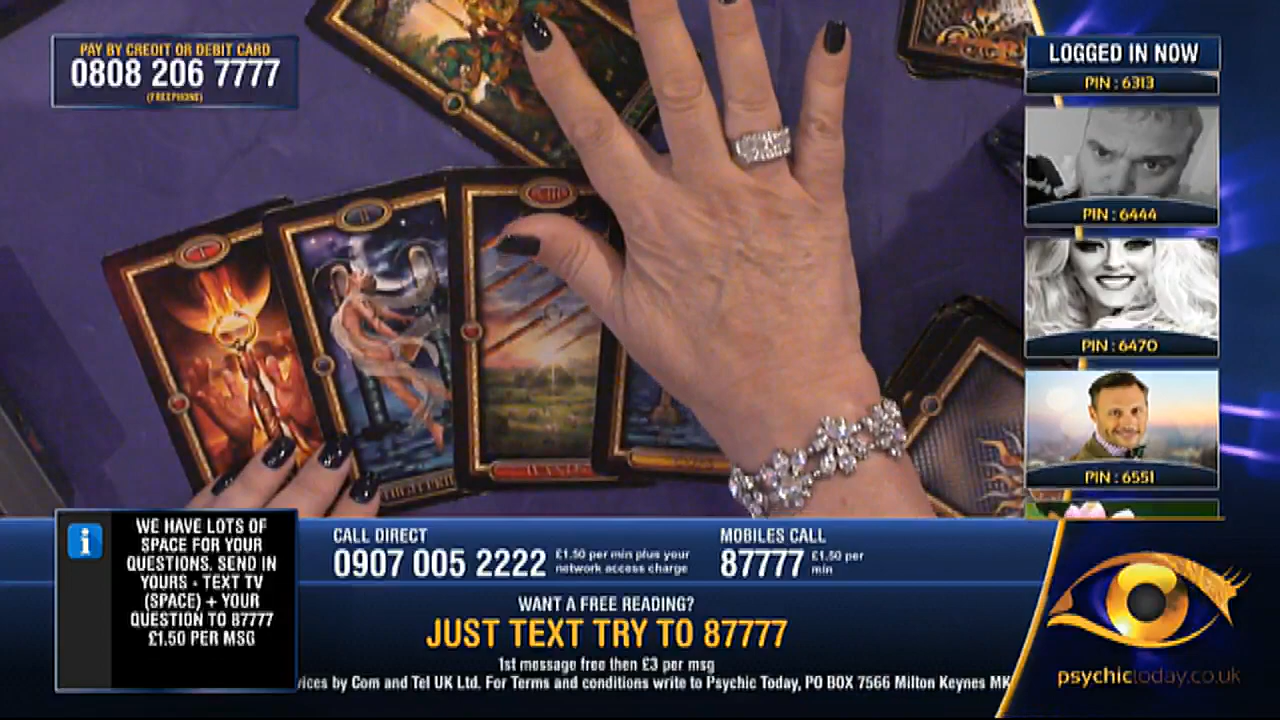 PAY BY CREDIT OR DEBIT CARD
0808 206 7777
(FREEPHONE)
LOGGED IN NOW
PIN : 6313
PIN : 6444
PIN : 6470
PIN : 6551
I
II
VIII
HIGH PRI
WANDS
WE HAVE LOTS OF
SPACE FOR YOUR
QUESTIONS. SEND IN
YOURS - TEXT TV
(SPACE) + YOUR
QUESTION TO 87777
£1.50 PER MSG
CALL DIRECT
0907 005 2222 £1.50 per min plus your
network access charge
MOBILES CALL
87777 £1.50 per
min
WANT A FREE READING?
JUST TEXT TRY TO 87777
1st message free then £3 per msg
vices by Com and Tel UK Ltd. For Terms and conditions write to Psychic Today, PO BOX 7566 Milton Keynes MK
psychictoday.co.uk